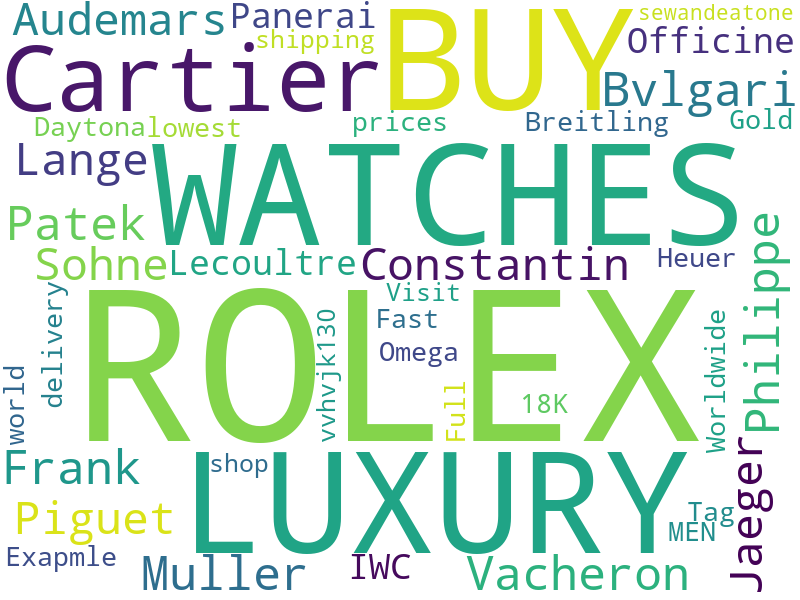 Audemars
Panerai
shipping
BUY
sewandeatone
Officine
Cartier
Bvlgari
Daytona
lowest
prices
Breitling
Gold
Lange
WATCHES
Patek
Sohne
Lecoultre
Constantin
Heuer
Philippe
delivery
ROLEX
vvhvjk130
Visit
Fast
Omega
Full
18K
Worldwide
world
Frank
shop
LUXURY
Jaeger
Piguet
Tag
MEN
Exapmle
Muller
IWC
Vacheron